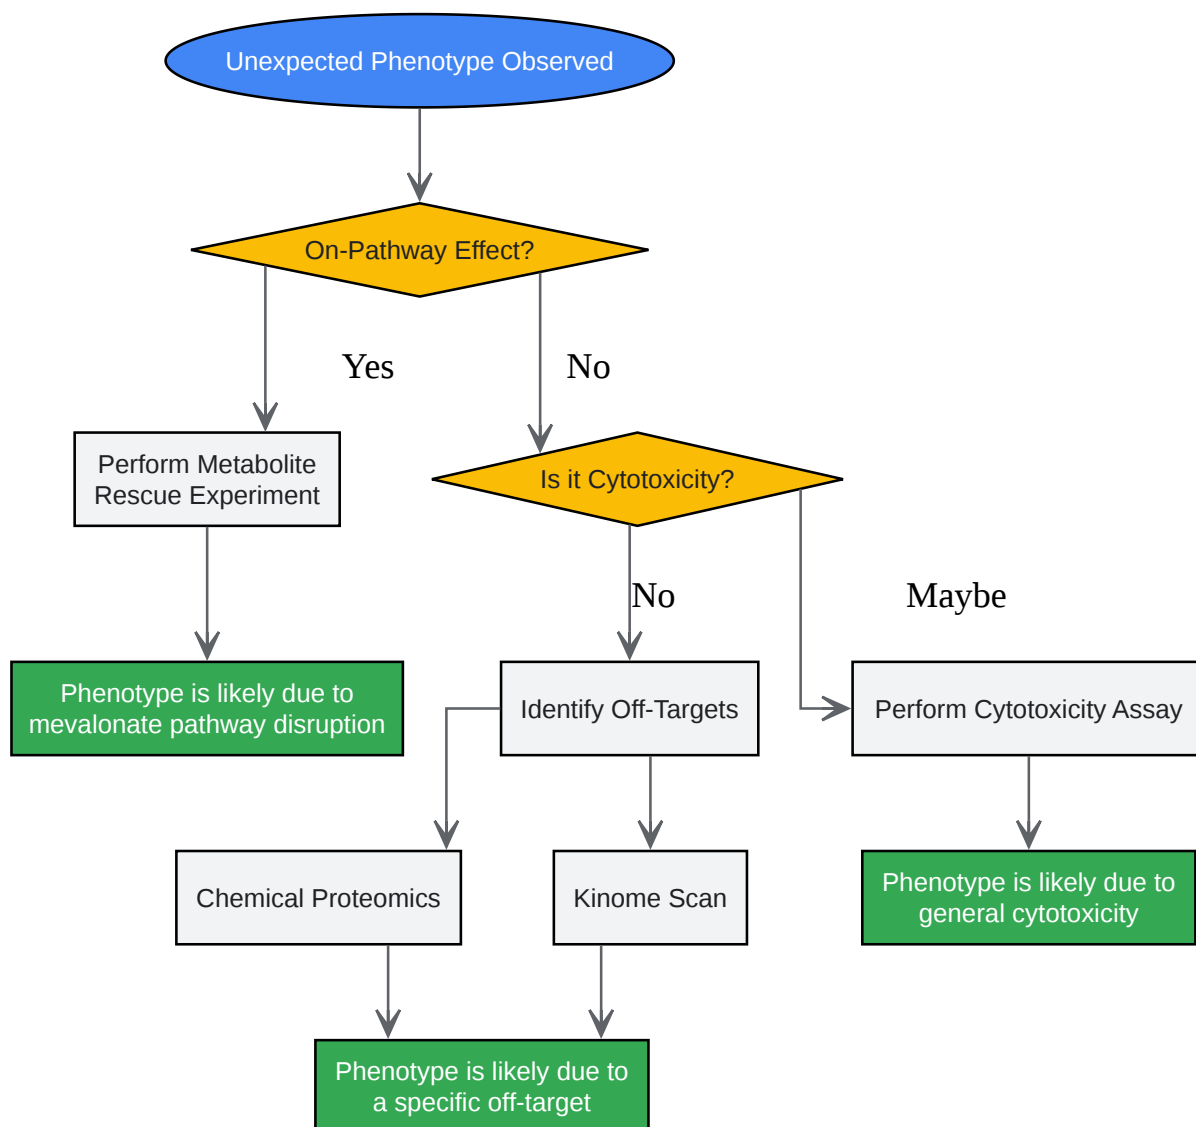 Unexpected Phenotype Observed
On-Pathway Effect?
Yes
No
Perform Metabolite
Rescue Experiment
Is it Cytotoxicity?
No
Maybe
Phenotype is likely due to
mevalonate pathway disruption
Identify Off-Targets
Perform Cytotoxicity Assay
Chemical Proteomics
Kinome Scan
Phenotype is likely due to
general cytotoxicity
Phenotype is likely due to
a specific off-target